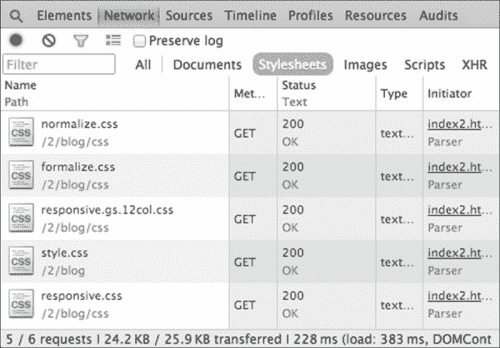 Elements Network Sources Timeline Profiles Resources Audits
Preserve log
Filter All Documents Stylesheets Images Scripts XHR
Name Met... Status Type Initiator
Path Text
normalize.css GET 200 text... index2.ht...
CSS /2/blog/css OK Parser
formalize.css GET 200 text... index2.ht...
CSS /2/blog/css OK Parser
responsive.gs.12col.css GET 200 text... index2.ht...
CSS /2/blog/css OK Parser
style.css GET 200 text... index2.ht...
CSS /2/blog OK Parser
responsive.css GET 200 text... index2.ht...
CSS /2/blog/css OK Parser
5 / 6 requests | 24.2 KB / 25.9 KB transferred | 228 ms (load: 383 ms, DOMCont